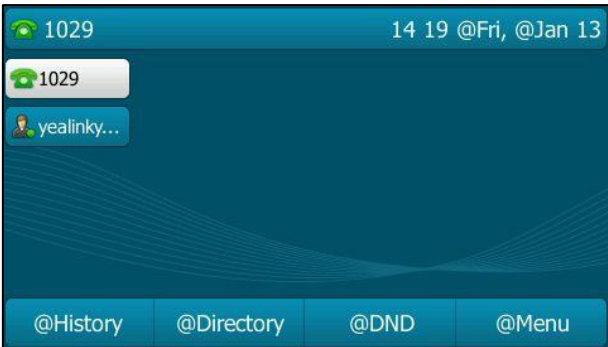 1029 14 19 @Fri, @Jan 13
1029
yealinky...
@History @Directory @DND @Menu